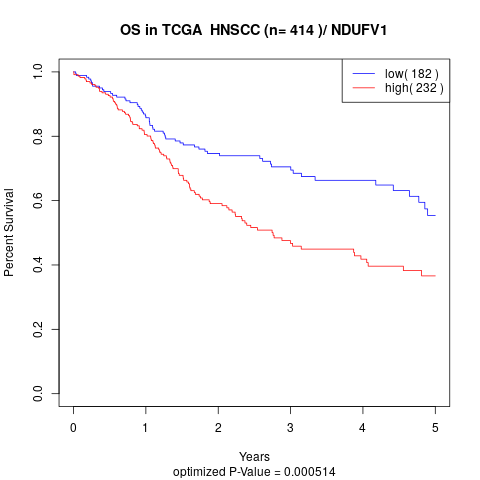 OS in TCGA HNSCC (n= 414 )/ NDUFV1
low( 182 )
high( 232 )
Percent Survival
1.0
0.8
0.6
0.4
0.2
0.0
0 1 2 3 4 5
Years
optimized P-Value = 0.000514